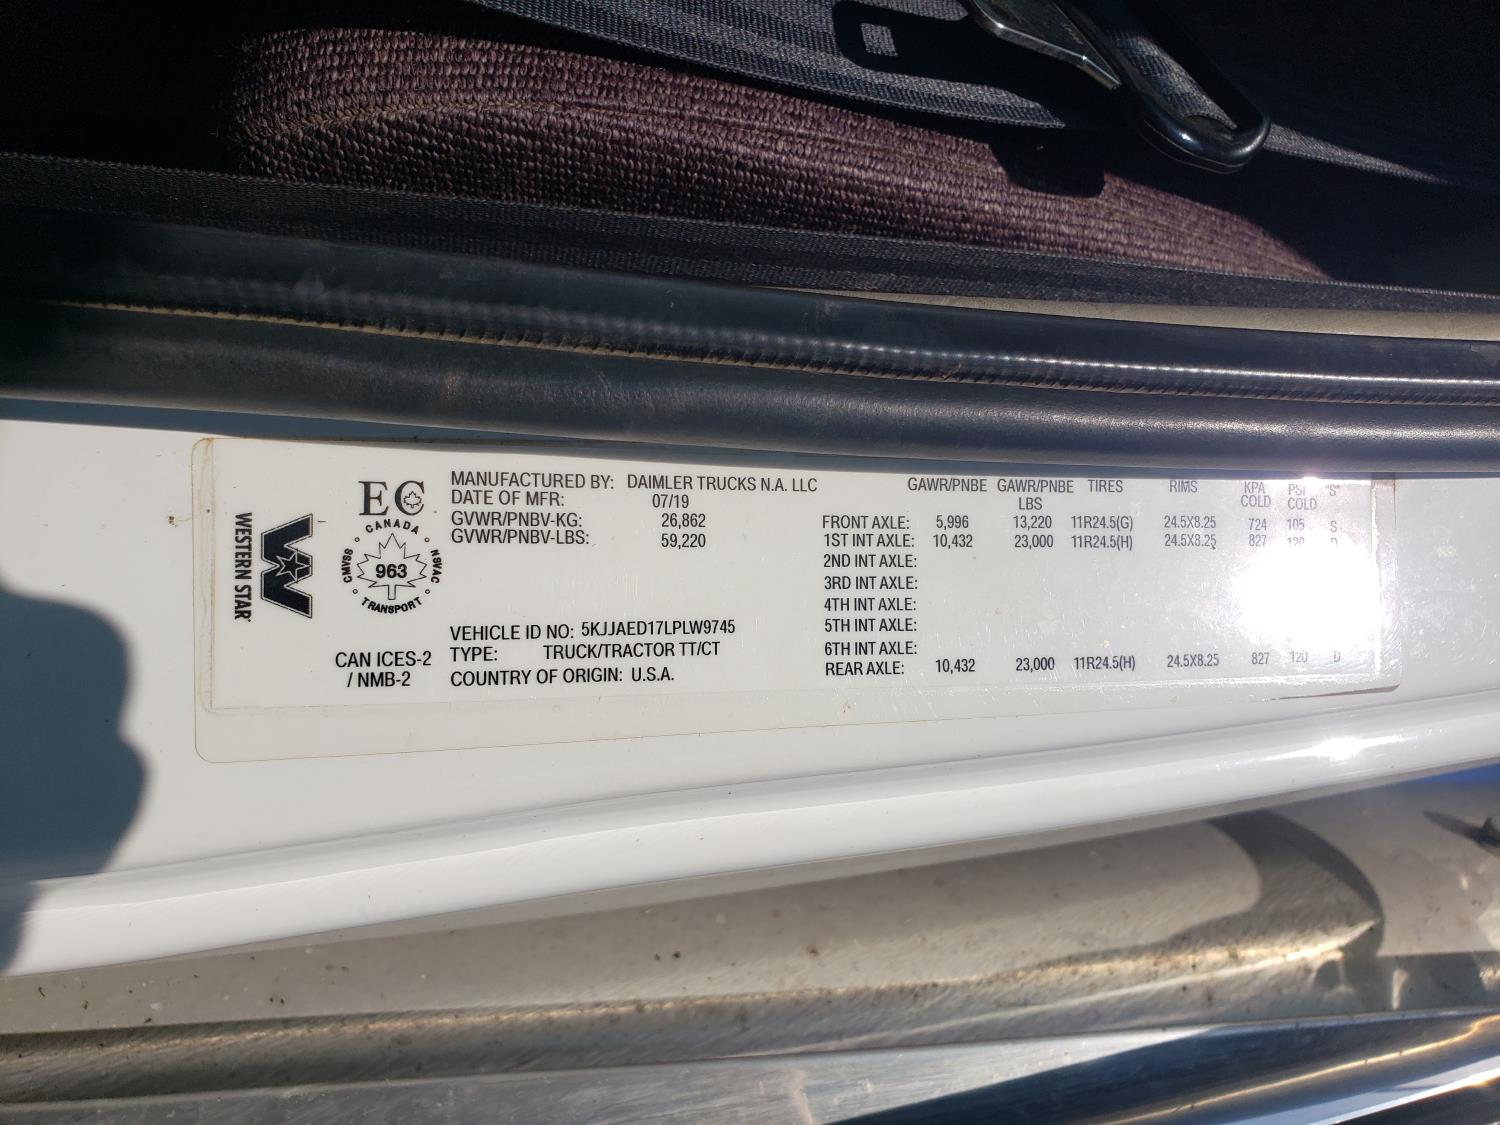 WESTERN STAR
EC
CANADA
CMVSS
NSVAC
963
TRANSPORT
CAN ICES-2
/ NMB-2
MANUFACTURED BY: DAIMLER TRUCKS N.A. LLC
DATE OF MFR: 07/19
GVWR/PNBV-KG: 26,862
GVWR/PNBV-LBS: 59,220
VEHICLE ID NO: 5KJJAED17LPLW9745
TYPE: TRUCK/TRACTOR TT/CT
COUNTRY OF ORIGIN: U.S.A.
GAWR/PNBE GAWR/PNBE TIRES RIMS KPA PSI "S"
LBS COLD COLD
FRONT AXLE: 5,996 13,220 11R24.5(G) 24.5X8.25 724 105 S
1ST INT AXLE: 10,432 23,000 11R24.5(H) 24.5X8.25 827 120 D
2ND INT AXLE:
3RD INT AXLE:
4TH INT AXLE:
5TH INT AXLE:
6TH INT AXLE:
REAR AXLE: 10,432 23,000 11R24.5(H) 24.5X8.25 827 120 D